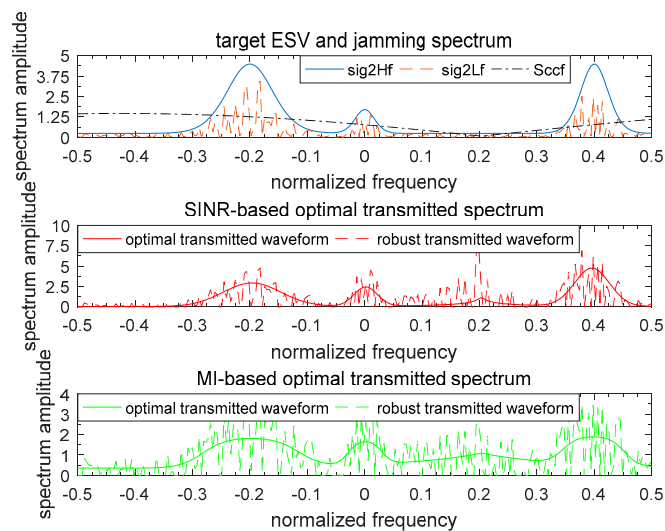 target ESV and jamming spectrum
spectrum amplitude
5
3.75
2.5
1.25
0
sig2Hf sig2Lf Sccf
-0.5 -0.4 -0.3 -0.2 -0.1 0 0.1 0.2 0.3 0.4 0.5
normalized frequency
SINR-based optimal transmitted spectrum
spectrum amplitude
10
7.5
5
2.5
0
optimal transmitted waveform robust transmitted waveform
-0.5 -0.4 -0.3 -0.2 -0.1 0 0.1 0.2 0.3 0.4 0.5
normalized frequency
MI-based optimal transmitted spectrum
spectrum amplitude
4
3
2
1
0
optimal transmitted waveform robust transmitted waveform
-0.5 -0.4 -0.3 -0.2 -0.1 0 0.1 0.2 0.3 0.4 0.5
normalized frequency